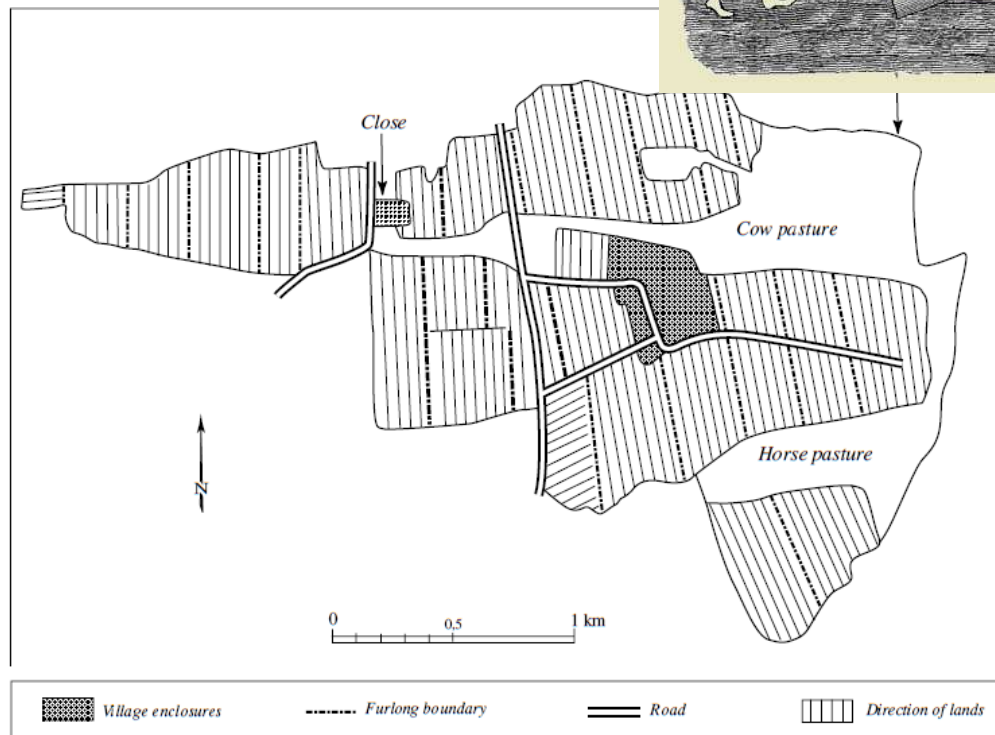 Close
Cow pasture
Horse pasture
N
0
0,5
1 km
Village enclosures
Furlong boundary
Road
Direction of lands